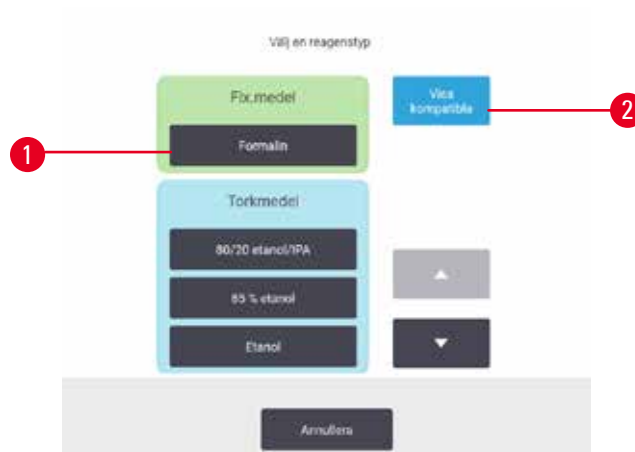 Välj en reagenstyp
Fix.medel
Visa
kompatibla
Formalin
1
2
Torkmedel
80/20 etanol/IPA
85 % etanol
Etanol
Annullera